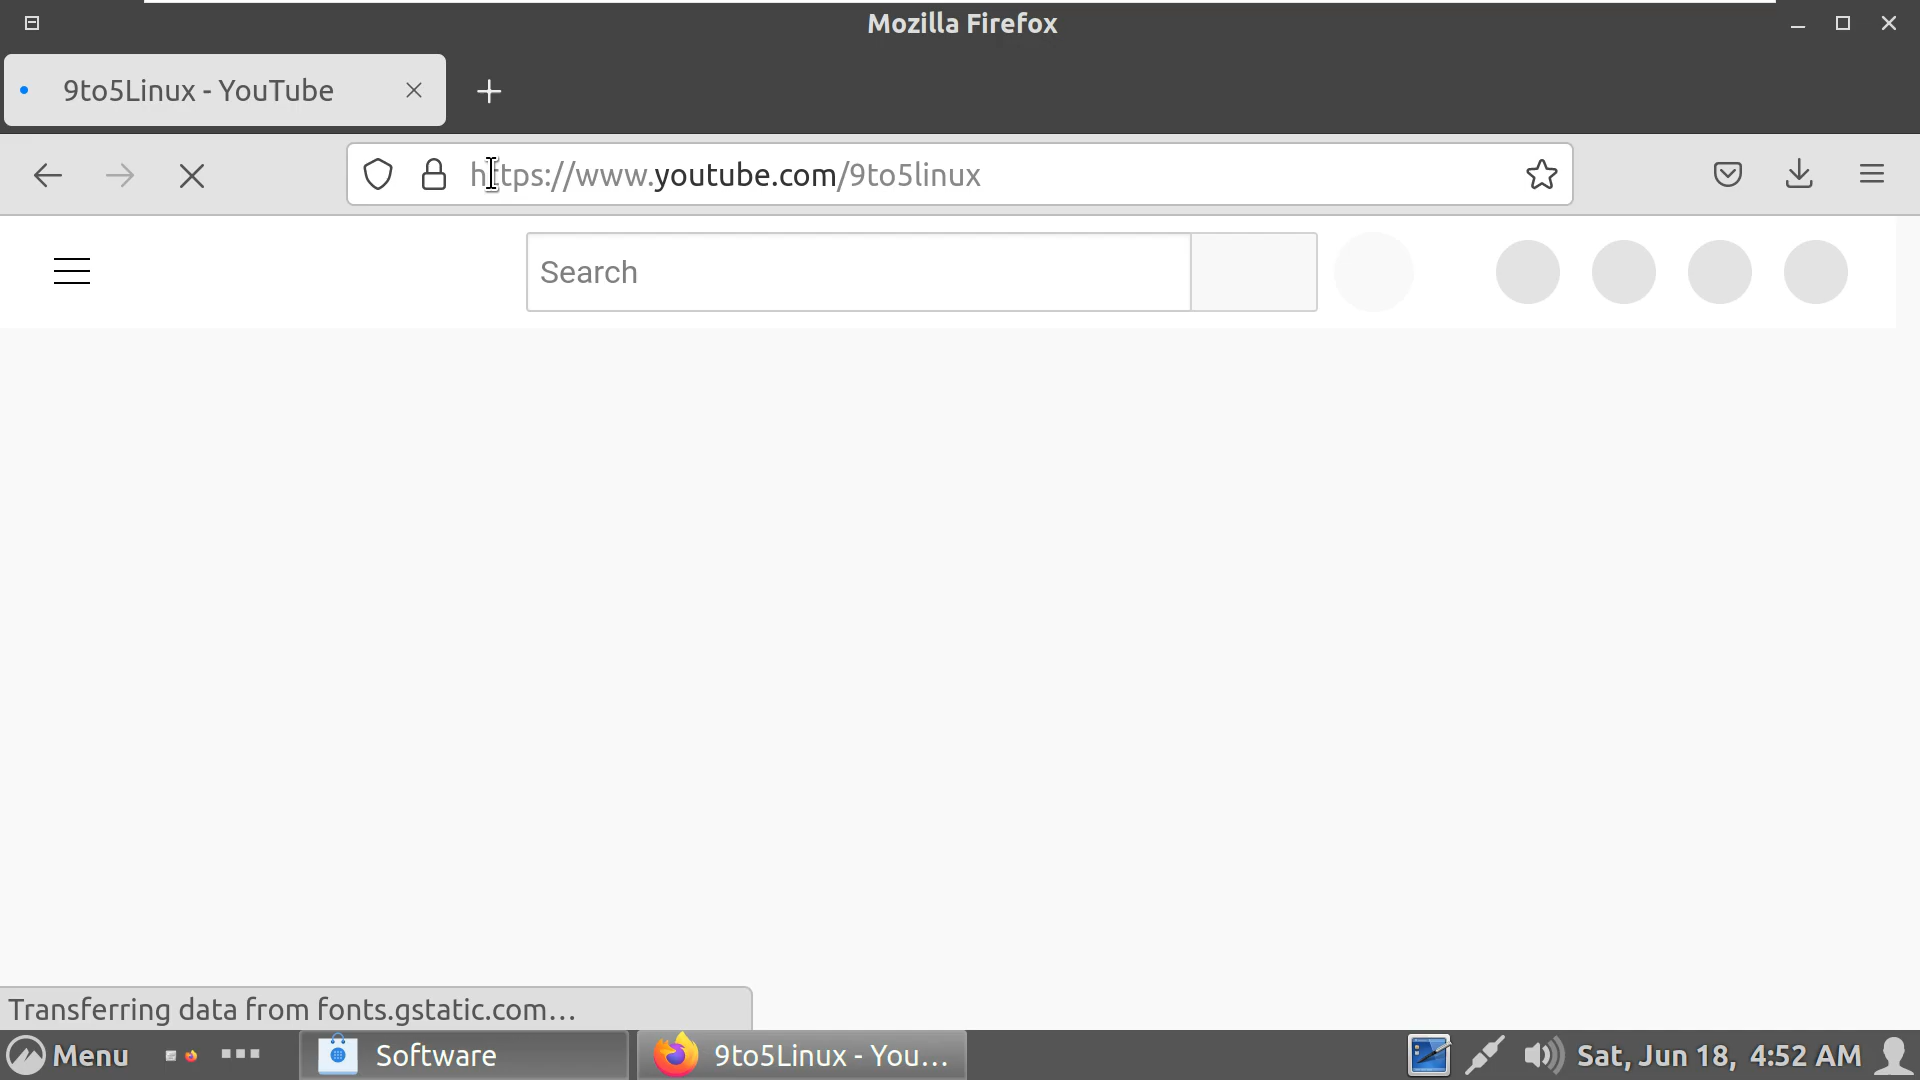 Mozilla Firefox
9to5Linux - YouTube
https://www.youtube.com/9to5linux
Search
Transferring data from fonts.gstatic.com…
Menu
Software
9to5Linux - You…
Sat, Jun 18, 4:52 AM